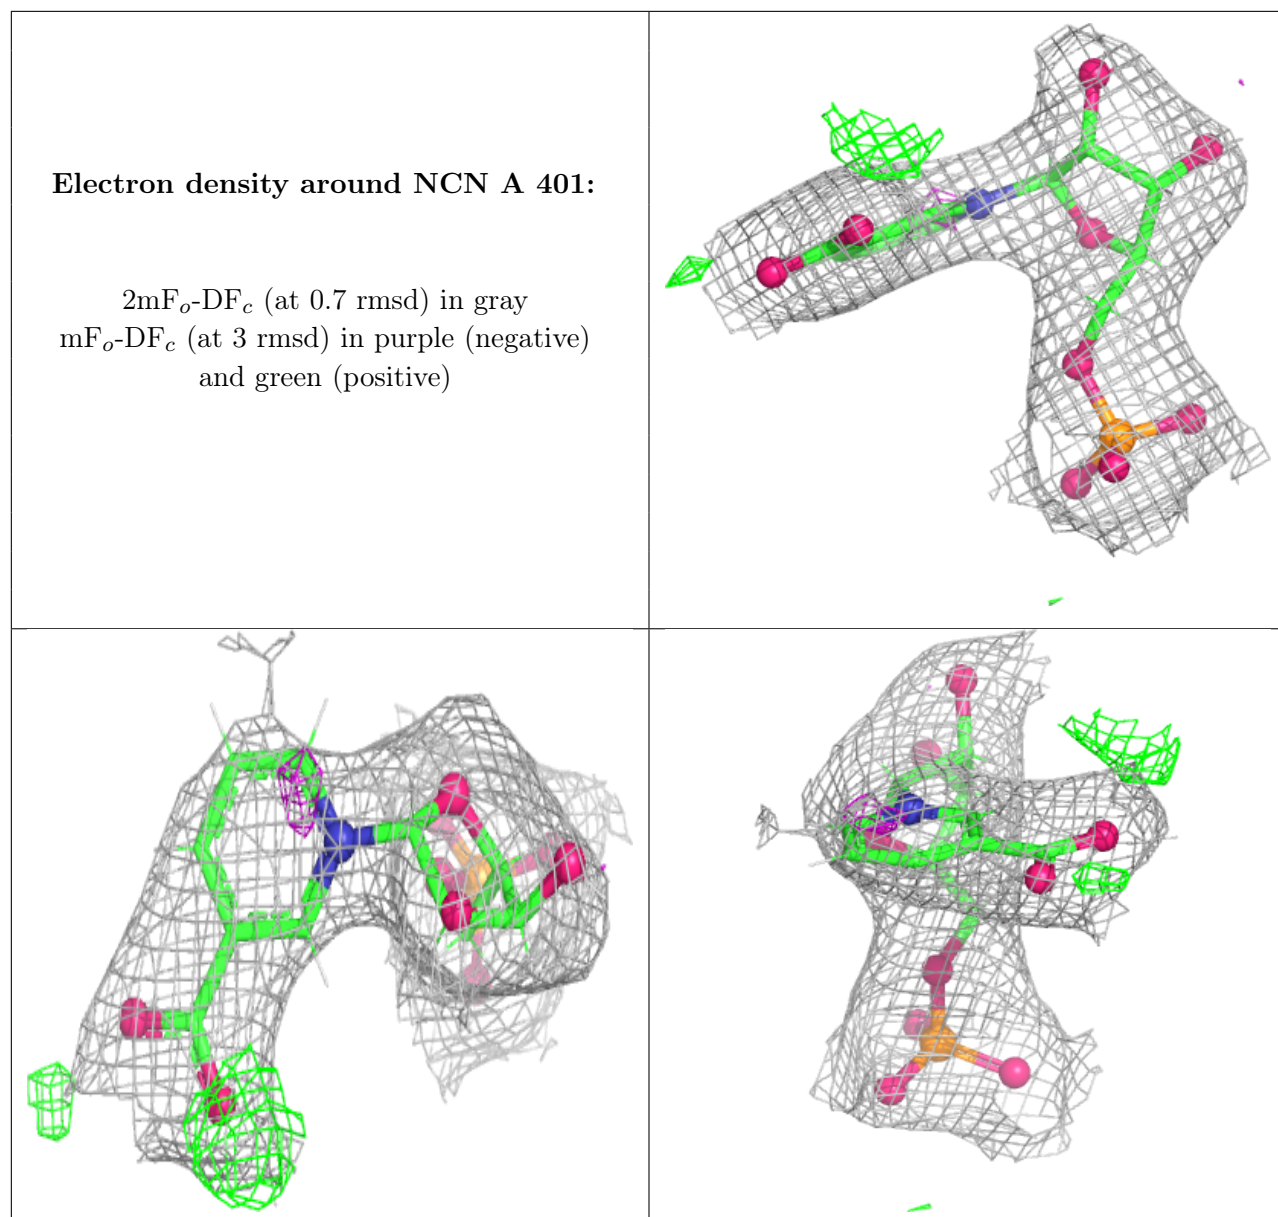 Electron density around NCN A 401:
2mFo-DFc (at 0.7 rmsd) in gray
mFo-DFc (at 3 rmsd) in purple (negative)
and green (positive)